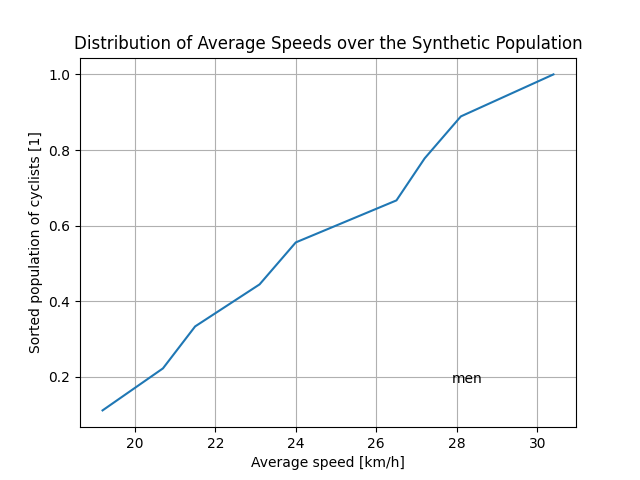 Distribution of Average Speeds over the Synthetic Population
1.0
0.8
0.6
0.4
0.2
Sorted population of cyclists [1]
men
20 22 24 26 28 30
Average speed [km/h]